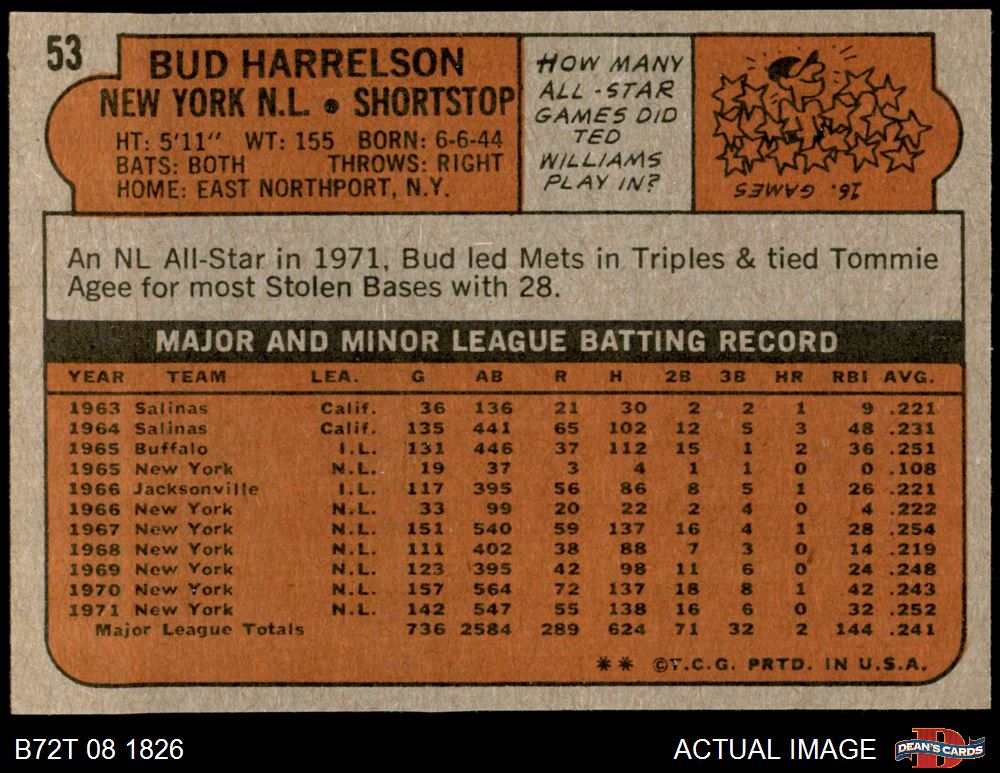 53
BUD HARRELSON
NEW YORK N.L. • SHORTSTOP
HT: 5'11" WT: 155 BORN: 6-6-44
BATS: BOTH THROWS: RIGHT
HOME: EAST NORTHPORT, N.Y.
HOW MANY
ALL-STAR
GAMES DID
TED
WILLIAMS
PLAY IN?
16. GAMES
An NL All-Star in 1971, Bud led Mets in Triples & tied Tommie
Agee for most Stolen Bases with 28.
MAJOR AND MINOR LEAGUE BATTING RECORD
YEAR TEAM LEA. G AB R H 2B 3B HR RBI AVG.
1963 Salinas Calif. 36 136 21 30 2 2 1 9 .221
1964 Salinas Calif. 135 441 65 102 12 5 3 48 .231
1965 Buffalo I.L. 131 446 37 112 15 1 2 36 .251
1965 New York N.L. 19 37 3 4 1 1 0 0 .108
1966 Jacksonville I.L. 117 395 56 86 8 5 1 26 .221
1966 New York N.L. 33 99 20 22 2 4 0 4 .222
1967 New York N.L. 151 540 59 137 16 4 1 28 .254
1968 New York N.L. 111 402 38 88 7 3 0 14 .219
1969 New York N.L. 123 395 42 98 11 6 0 24 .248
1970 New York N.L. 157 564 72 137 18 8 1 42 .243
1971 New York N.L. 142 547 55 138 16 6 0 32 .252
Major League Totals 736 2584 289 624 71 32 2 144 .241
** ©T.C.G. PRTD. IN U.S.A.
B72T 08 1826 ACTUAL IMAGE
DEAN'S CARDS